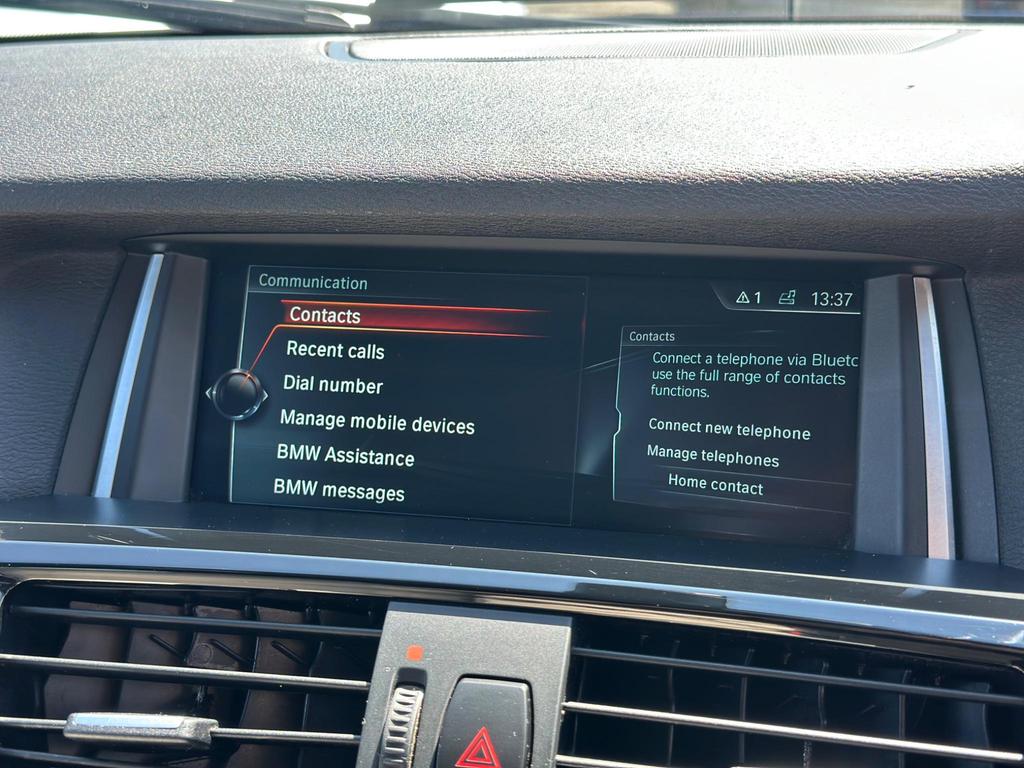 Communication
Contacts
Recent calls
Dial number
Manage mobile devices
BMW Assistance
BMW messages
1 13:37
Contacts
Connect a telephone via Bluetc
use the full range of contacts
functions.
Connect new telephone
Manage telephones
Home contact